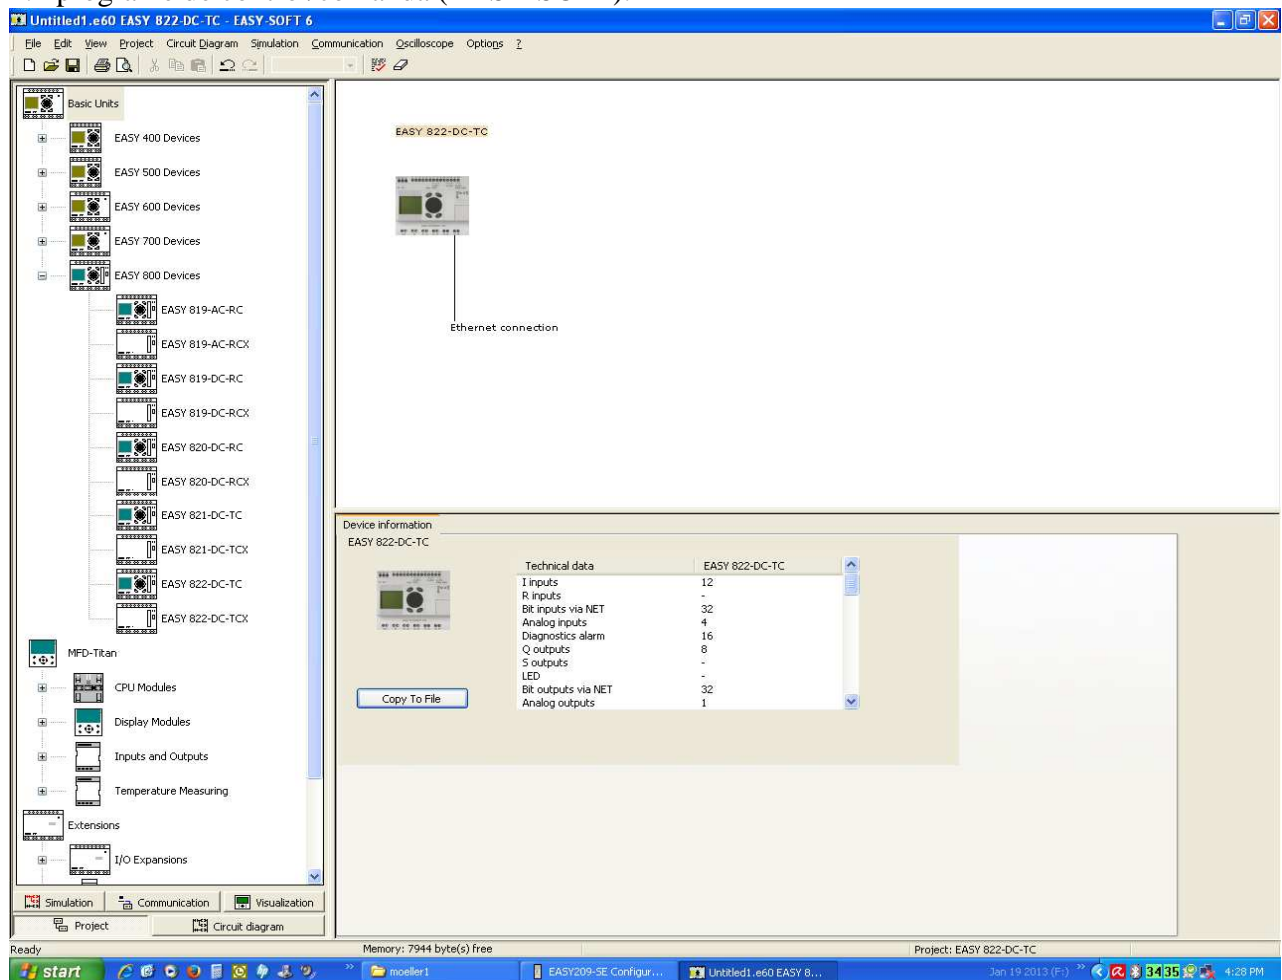 Untitled1.e60 EASY 822-DC-TC - EASY-SOFT 6
File Edit View Project Circuit Diagram Simulation Communication Oscilloscope Options ?
Basic Units
EASY 400 Devices
EASY 500 Devices
EASY 600 Devices
EASY 700 Devices
EASY 800 Devices
EASY 819-AC-RC
EASY 819-AC-RCX
EASY 819-DC-RC
EASY 819-DC-RCX
EASY 820-DC-RC
EASY 820-DC-RCX
EASY 821-DC-TC
EASY 821-DC-TCX
EASY 822-DC-TC
EASY 822-DC-TCX
MFD-Titan
CPU Modules
Display Modules
Inputs and Outputs
Temperature Measuring
Extensions
I/O Expansions
Simulation Communication Visualization
Project Circuit diagram
EASY 822-DC-TC
Ethernet connection
Device information
EASY 822-DC-TC
Technical data EASY 822-DC-TC
I inputs 12
R inputs -
Bit inputs via NET 32
Analog inputs 4
Diagnostics alarm 16
Q outputs 8
S outputs -
LED -
Bit outputs via NET 32
Analog outputs 1
Copy To File
Ready Memory: 7944 byte(s) free Project: EASY 822-DC-TC
start moeller1 EASY209-SE Configur... Untitled1.e60 EASY 8... Jan 19 2013 (F:) 34 35 4:28 PM